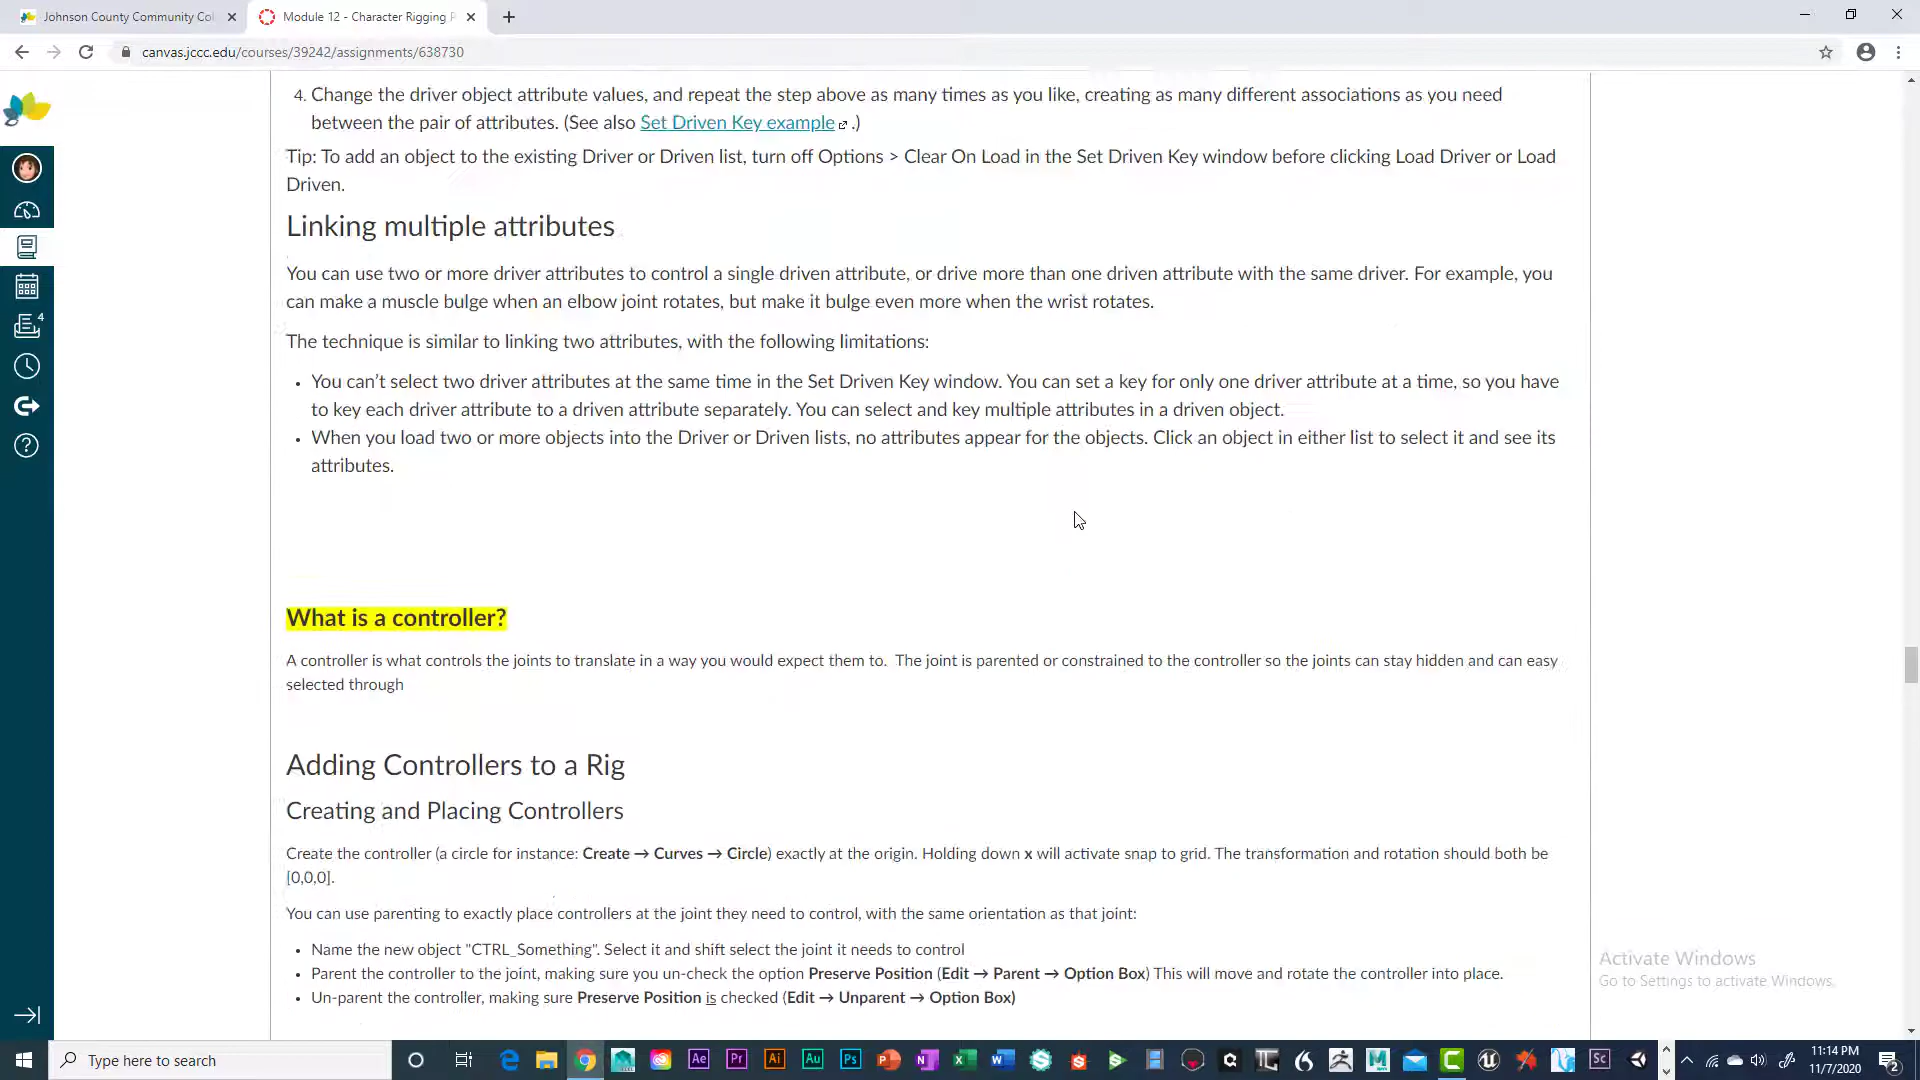 Johnson County Community Col
Module 12 - Character Rigging P
canvas.jccc.edu/courses/39242/assignments/638730
4. Change the driver object attribute values, and repeat the step above as many times as you like, creating as many different associations as you need
between the pair of attributes. (See also Set Driven Key example .)
Tip: To add an object to the existing Driver or Driven list, turn off Options > Clear On Load in the Set Driven Key window before clicking Load Driver or Load
Driven.
Linking multiple attributes
You can use two or more driver attributes to control a single driven attribute, or drive more than one driven attribute with the same driver. For example, you
can make a muscle bulge when an elbow joint rotates, but make it bulge even more when the wrist rotates.
The technique is similar to linking two attributes, with the following limitations:
• You can't select two driver attributes at the same time in the Set Driven Key window. You can set a key for only one driver attribute at a time, so you have
to key each driver attribute to a driven attribute separately. You can select and key multiple attributes in a driven object.
• When you load two or more objects into the Driver or Driven lists, no attributes appear for the objects. Click an object in either list to select it and see its
attributes.
4
What is a controller?
A controller is what controls the joints to translate in a way you would expect them to.  The joint is parented or constrained to the controller so the joints can stay hidden and can easy
selected through
Adding Controllers to a Rig
Creating and Placing Controllers
Create the controller (a circle for instance: Create → Curves → Circle) exactly at the origin. Holding down x will activate snap to grid. The transformation and rotation should both be
[0,0,0].
You can use parenting to exactly place controllers at the joint they need to control, with the same orientation as that joint:
• Name the new object "CTRL_Something". Select it and shift select the joint it needs to control
• Parent the controller to the joint, making sure you un-check the option Preserve Position (Edit → Parent → Option Box) This will move and rotate the controller into place.
• Un-parent the controller, making sure Preserve Position is checked (Edit → Unparent → Option Box)
Activate Windows
Go to Settings to activate Windows.
Type here to search
Ae
Pr
Ai
Au
Ps
Sc
11:14 PM
11/7/2020
2